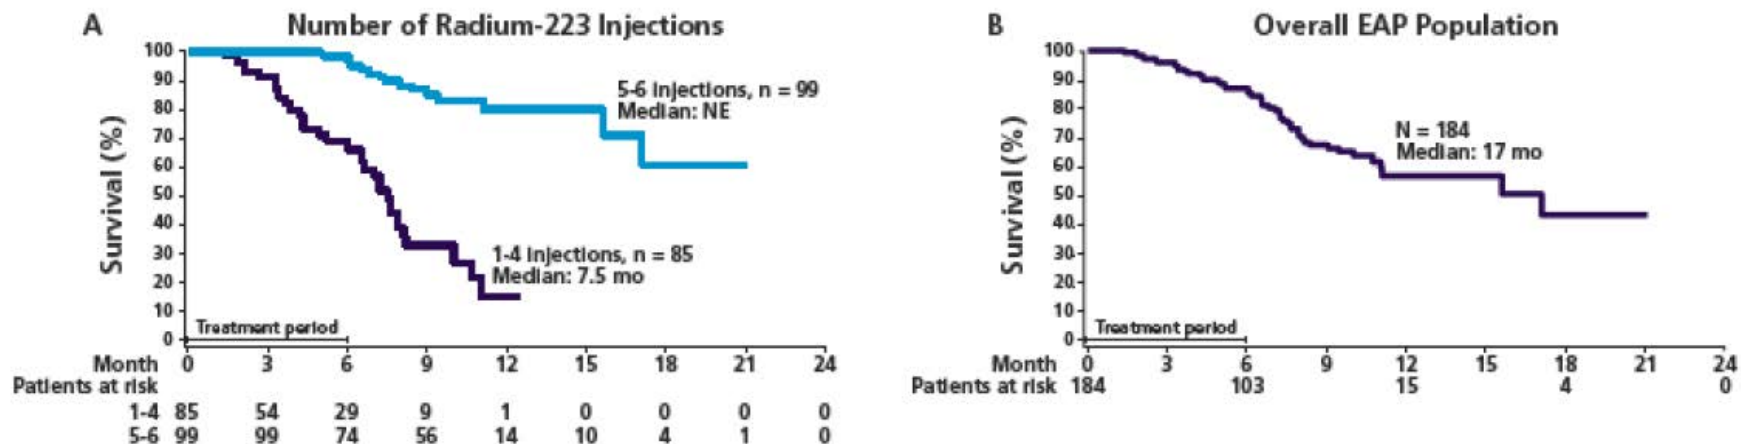 A
Number of Radium-223 Injections
100
90
80
70
60
50
40
30
20
10
0
Survival (%)
5-6 injections, n = 99
Median: NE
1-4 injections, n = 85
Median: 7.5 mo
Treatment period
Month 0 3 6 9 12 15 18 21 24
Patients at risk
1-4 85 54 29 9 1 0 0 0 0
5-6 99 99 74 56 14 10 4 1 0
B
Overall EAP Population
100
90
80
70
60
50
40
30
20
10
0
Survival (%)
N = 184
Median: 17 mo
Treatment period
Month 0 3 6 9 12 15 18 21 24
Patients at risk 184 103 15 4 0